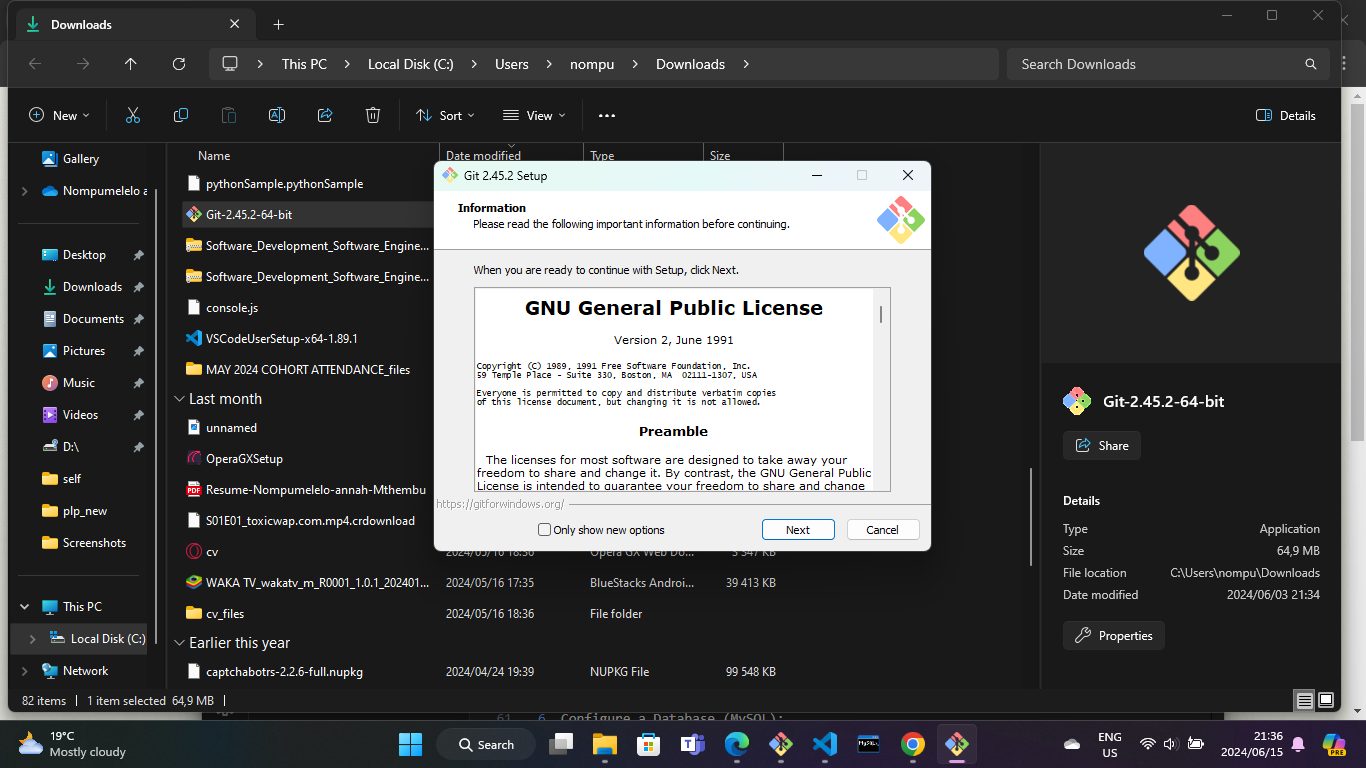 Downloads
This PC
Local Disk (C:)
Users
nompu
Downloads
Search Downloads
New
Sort
View
Details
Gallery
Nompumelelo a
Desktop
Downloads
Documents
Pictures
Music
Videos
D:\
self
plp_new
Screenshots
This PC
Local Disk (C:)
Network
Name
Date modified
Type
Size
pythonSample.pythonSample
Git-2.45.2-64-bit
Software_Development_Software_Engine...
Software_Development_Software_Engine...
console.js
VSCodeUserSetup-x64-1.89.1
MAY 2024 COHORT ATTENDANCE_files
Last month
unnamed
OperaGXSetup
Resume-Nompumelelo-annah-Mthembu
S01E01_toxicwap.com.mp4.crdownload
cv 2024/05/16 18:36 Opera GX Web Do... 3 347 KB
WAKA TV_wakatv_m_R0001_1.0.1_202401... 2024/05/16 17:35 BlueStacks Androi... 39 413 KB
cv_files 2024/05/16 18:36 File folder
Earlier this year
captchabotrs-2.2.6-full.nupkg 2024/04/24 19:39 NUPKG File 99 548 KB
Git 2.45.2 Setup
Information
Please read the following important information before continuing.
When you are ready to continue with Setup, click Next.
GNU General Public License
Version 2, June 1991
Copyright (C) 1989, 1991 Free Software Foundation, Inc.
59 Temple Place - Suite 330, Boston, MA 02111-1307, USA
Everyone is permitted to copy and distribute verbatim copies
of this license document, but changing it is not allowed.
Preamble
The licenses for most software are designed to take away your
freedom to share and change it. By contrast, the GNU General Public
License is intended to guarantee your freedom to share and change
https://gitforwindows.org/
Only show new options
Next
Cancel
Git-2.45.2-64-bit
Share
Details
Type Application
Size 64,9 MB
File location C:\Users\nompu\Downloads
Date modified 2024/06/03 21:34
Properties
82 items
1 item selected 64,9 MB
61 6. Configure a Database (MySQL):
19°C
Mostly cloudy
Search
MySQL
ENG
US
21:36
2024/06/15
PRE